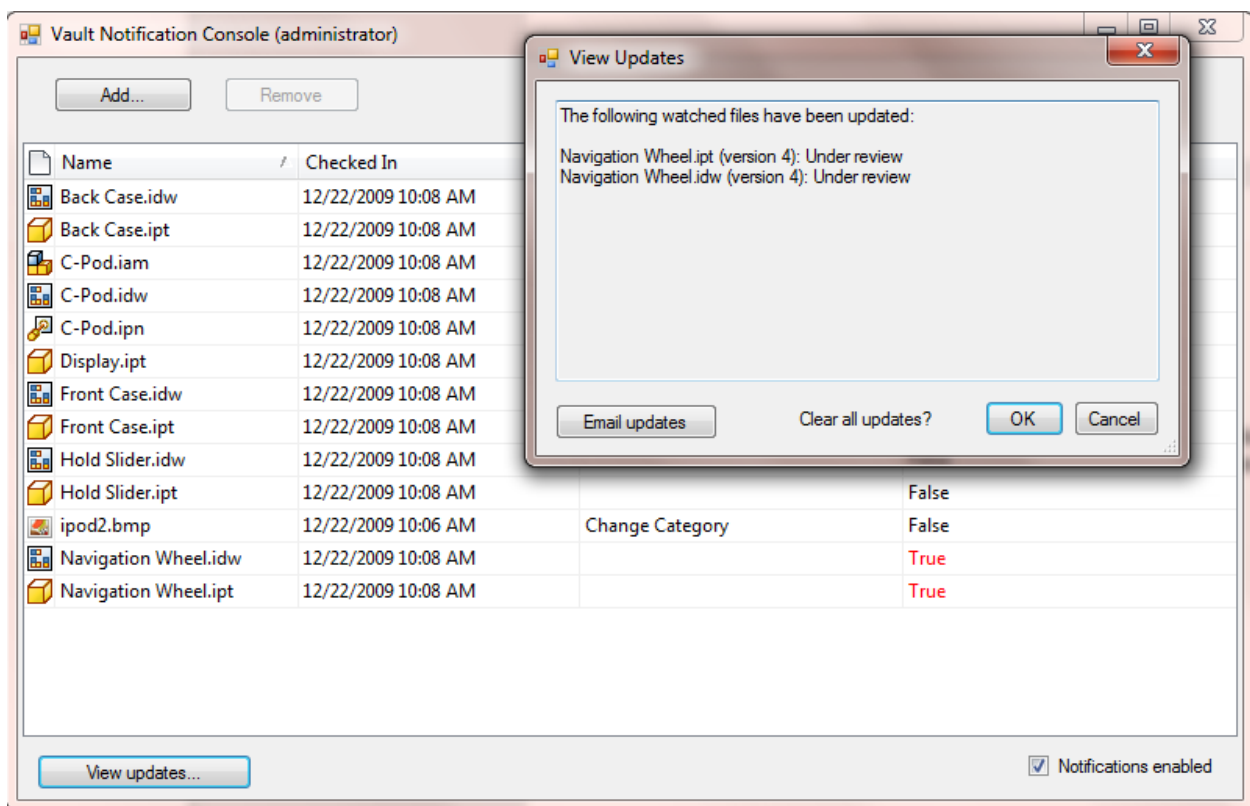 Vault Notification Console (administrator)
View Updates
Add...
Remove
The following watched files have been updated:
Navigation Wheel.ipt (version 4): Under review
Navigation Wheel.idw (version 4): Under review
Email updates Clear all updates? OK Cancel
Name Checked In
Back Case.idw 12/22/2009 10:08 AM
Back Case.ipt 12/22/2009 10:08 AM
C-Pod.iam 12/22/2009 10:08 AM
C-Pod.idw 12/22/2009 10:08 AM
C-Pod.ipn 12/22/2009 10:08 AM
Display.ipt 12/22/2009 10:08 AM
Front Case.idw 12/22/2009 10:08 AM
Front Case.ipt 12/22/2009 10:08 AM
Hold Slider.idw 12/22/2009 10:08 AM
Hold Slider.ipt 12/22/2009 10:08 AM False
ipod2.bmp 12/22/2009 10:06 AM Change Category False
Navigation Wheel.idw 12/22/2009 10:08 AM True
Navigation Wheel.ipt 12/22/2009 10:08 AM True
View updates... Notifications enabled